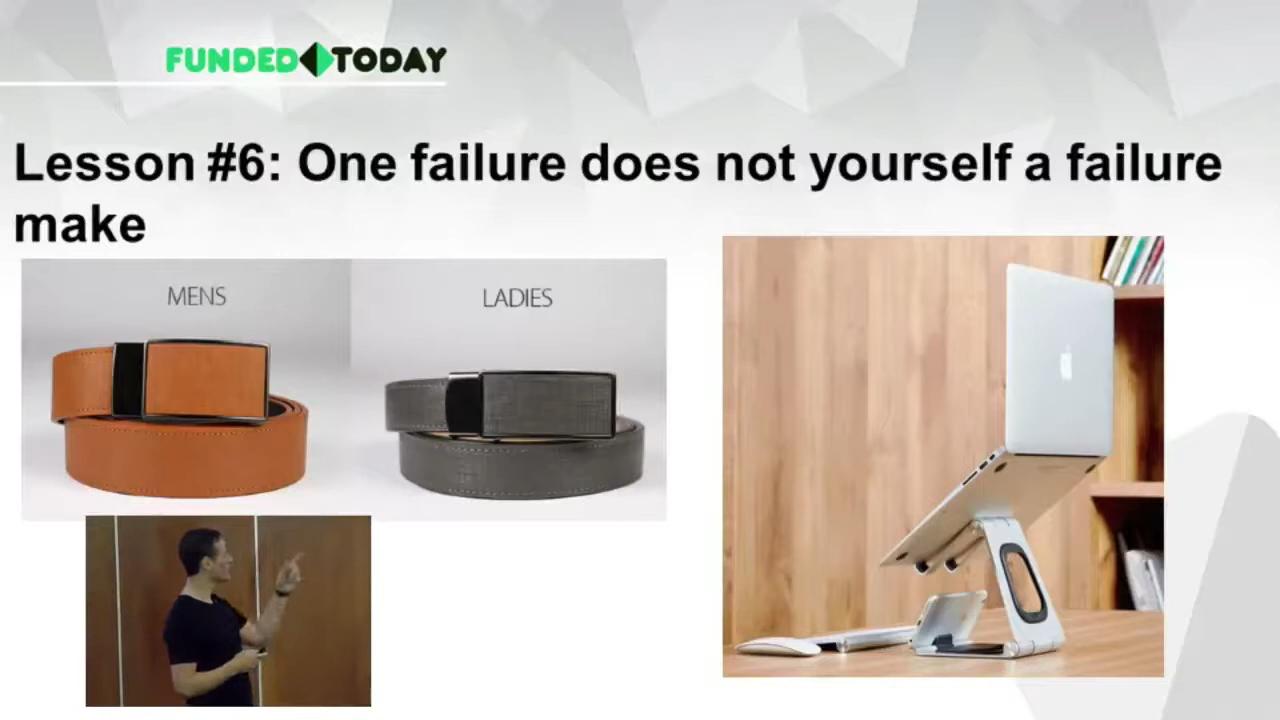 FUNDED TODAY
Lesson #6: One failure does not yourself a failure
make
MENS
LADIES